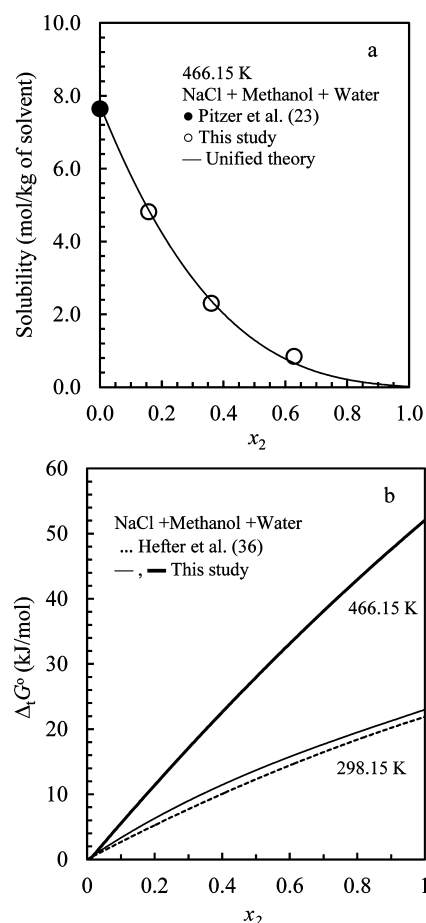 10.0
a
466.15 K
8.0
NaCl + Methanol + Water
● Pitzer et al. (23)
○ This study
— Unified theory
6.0
4.0
2.0
0.0
Solubility (mol/kg of solvent)
0.0 0.2 0.4 0.6 0.8 1.0
x₂
60
b
50
NaCl +Methanol +Water
... Hefter et al. (36)
— , — This study
40
466.15 K
30
20
298.15 K
10
0
ΔₜGᵒ (kJ/mol)
0 0.2 0.4 0.6 0.8 1
x₂